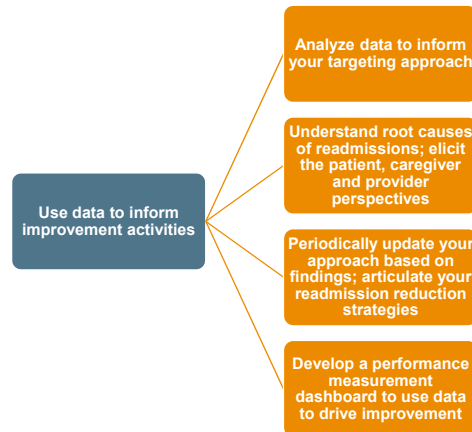 Analyze data to inform
your targeting approach
Understand root causes
of readmissions; elicit
the patient, caregiver
and provider
perspectives
Use data to inform
improvement activities
Periodically update your
approach based on
findings; articulate your
readmission reduction
strategies
Develop a performance
measurement
dashboard to use data
to drive improvement